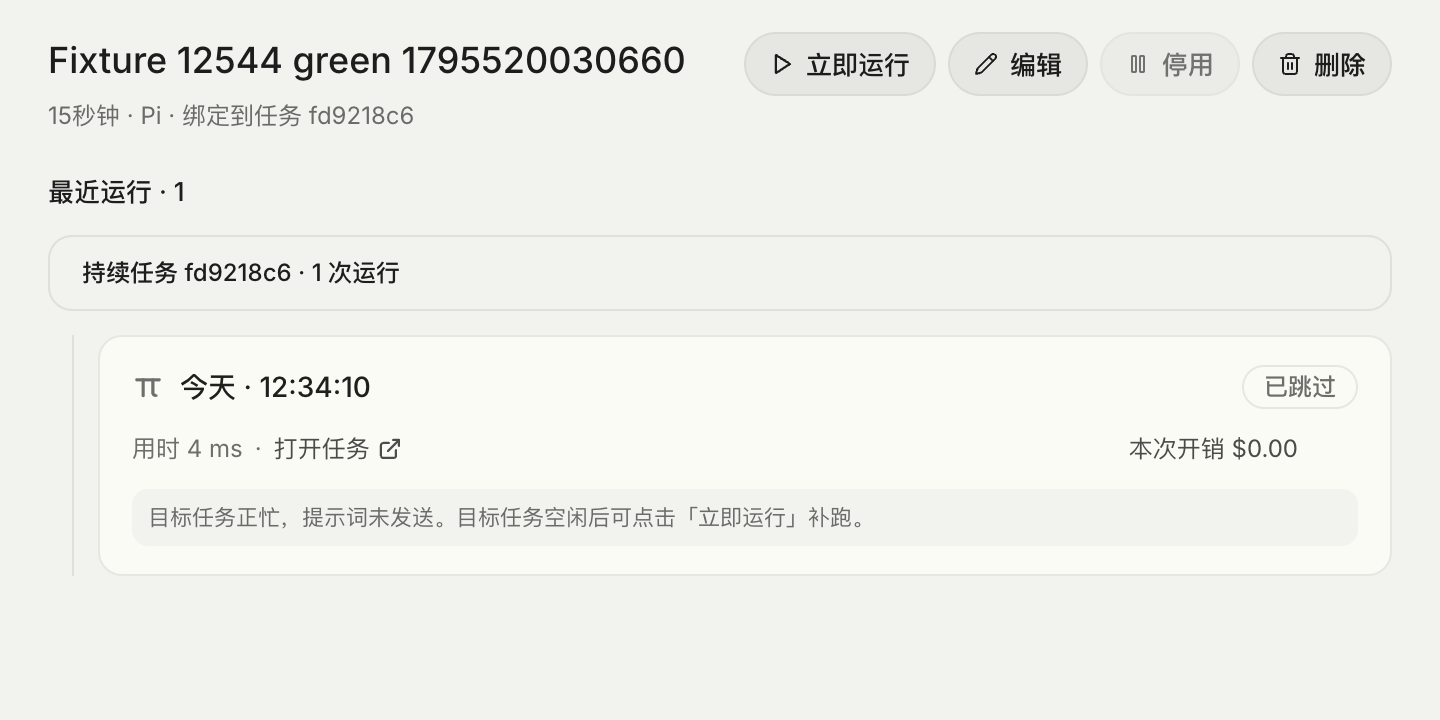 Fixture 12544 green 1795520030660
立即运行
编辑
停用
删除
15秒钟 · Pi · 绑定到任务 fd9218c6
最近运行 · 1
持续任务 fd9218c6 · 1 次运行
π 今天 · 12:34:10
已跳过
用时 4 ms · 打开任务
本次开销 $0.00
目标任务正忙，提示词未发送。目标任务空闲后可点击「立即运行」补跑。